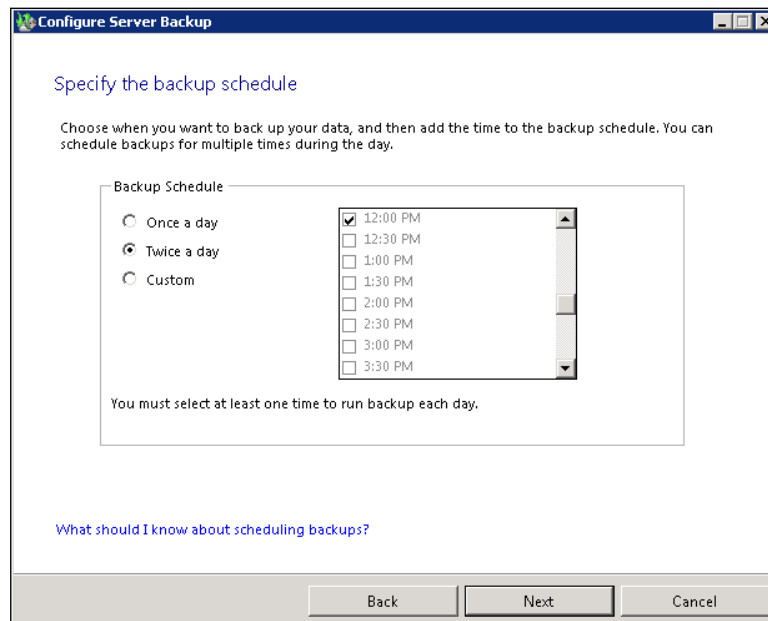 Configure Server Backup
Specify the backup schedule
Choose when you want to back up your data, and then add the time to the backup schedule. You can
schedule backups for multiple times during the day.
Backup Schedule
Once a day
Twice a day
Custom
12:00 PM
12:30 PM
1:00 PM
1:30 PM
2:00 PM
2:30 PM
3:00 PM
3:30 PM
You must select at least one time to run backup each day.
What should I know about scheduling backups?
Back
Next
Cancel